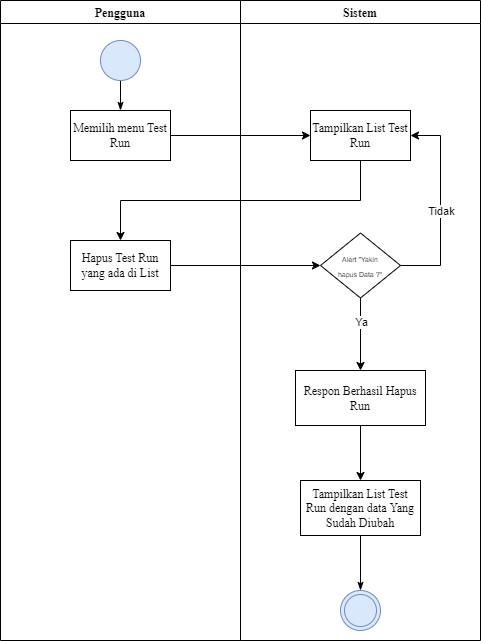 Pengguna
Sistem
Memilih menu Test
Run
Tampilkan List Test
Run
Tidak
Hapus Test Run
yang ada di List
Alert "Yakin
hapus Data ?"
Ya
Respon Berhasil Hapus
Run
Tampilkan List Test
Run dengan data Yang
Sudah Diubah